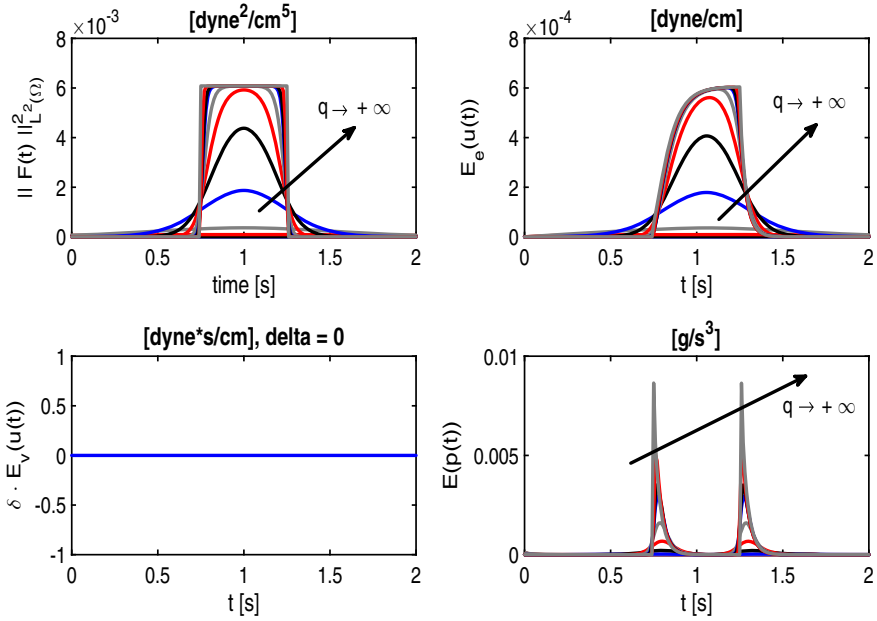 [dyne²/cm⁵]
×10⁻³
|| F(t) ||²_L²(Ω)
8
6
4
2
0
q → + ∞
0 0.5 1 1.5 2
time [s]
[dyne/cm]
×10⁻⁴
E_e(u(t))
8
6
4
2
0
q → + ∞
0 0.5 1 1.5 2
t [s]
[dyne*s/cm], delta = 0
δ · E_v(u(t))
1
0.5
0
-0.5
-1
0 0.5 1 1.5 2
t [s]
[g/s³]
E(p(t))
0.01
0.005
0
q → + ∞
0 0.5 1 1.5 2
t [s]